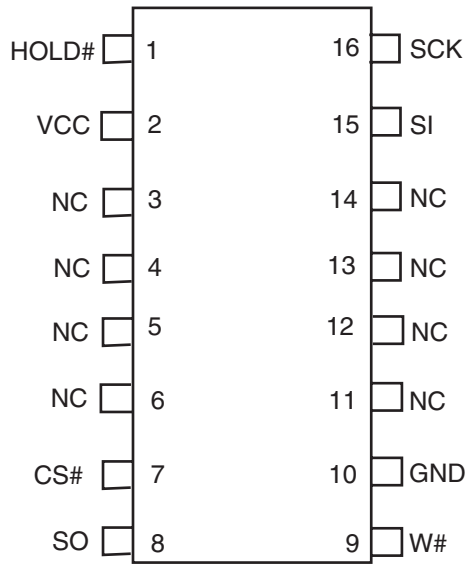 HOLD# 1 16 SCK
VCC 2 15 SI
NC 3 14 NC
NC 4 13 NC
NC 5 12 NC
NC 6 11 NC
CS# 7 10 GND
SO 8 9 W#